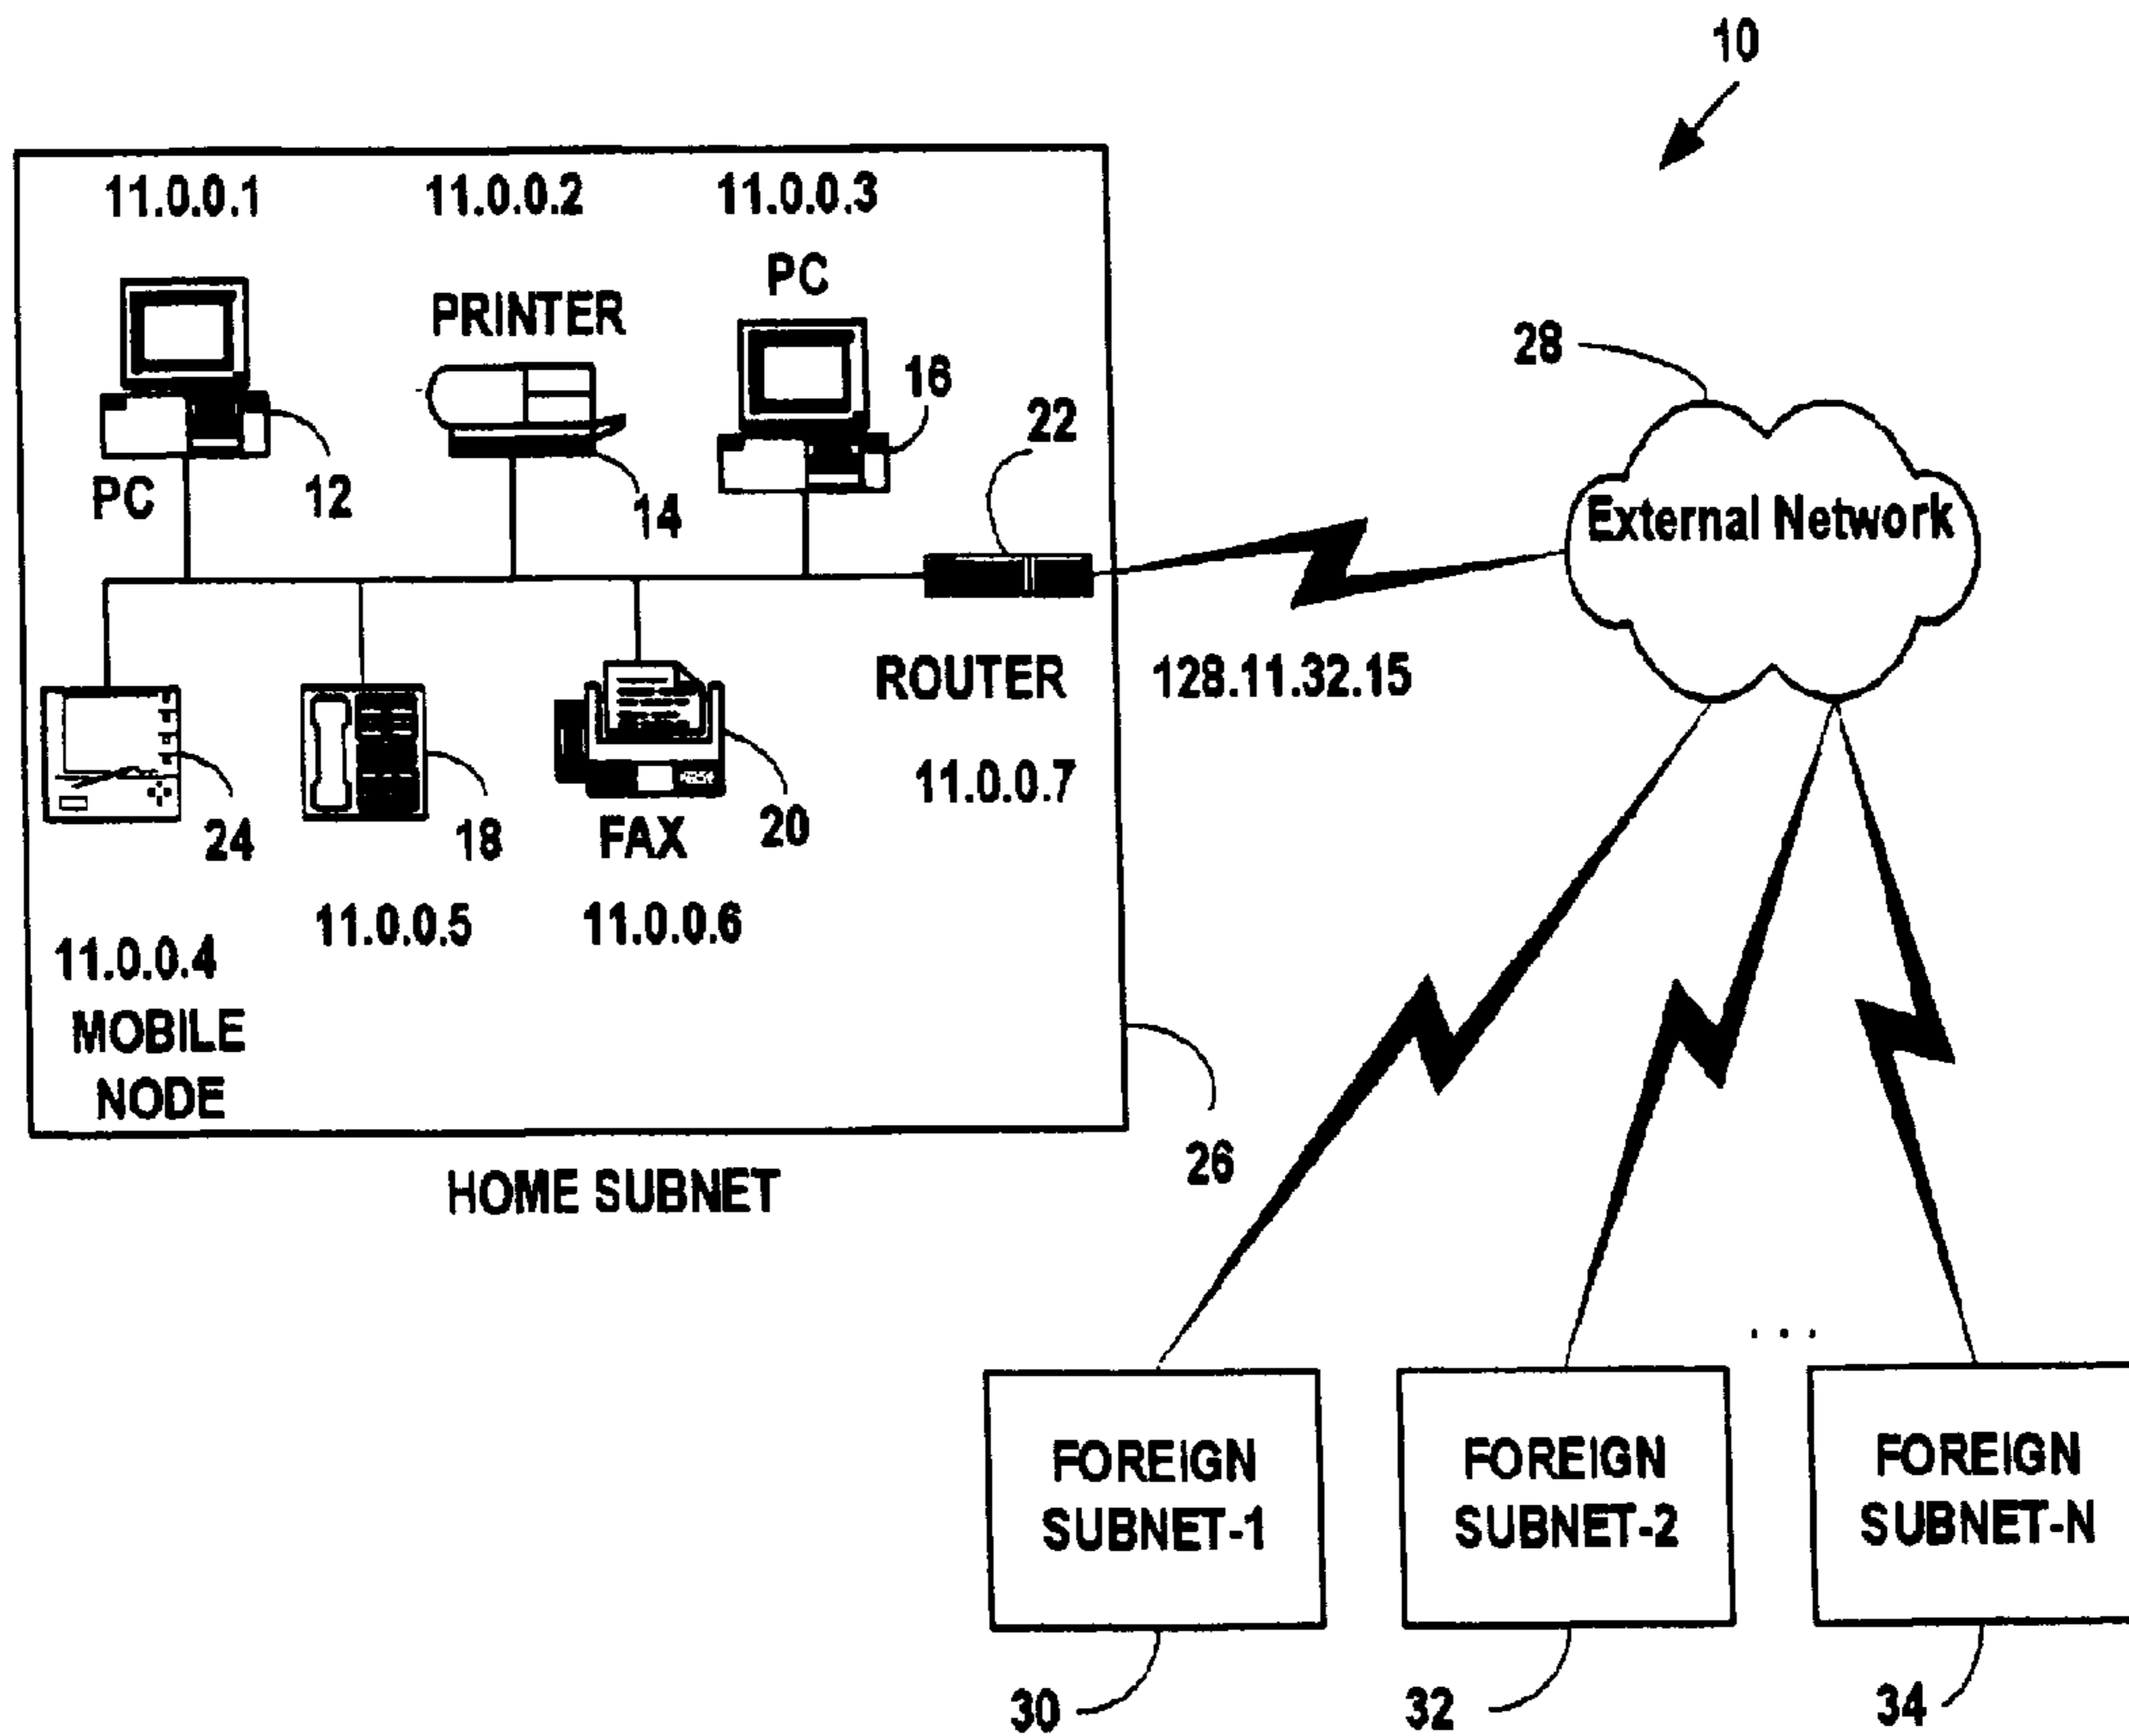 10
11.0.0.1
11.0.0.2
11.0.0.3
PC
PRINTER
28
16
22
PC
12
14
External Network
ROUTER
128.11.32.15
11.0.0.7
24
18
FAX
20
11.0.0.5
11.0.0.6
11.0.0.4
MOBILE
NODE
26
HOME SUBNET
. . .
FOREIGN
SUBNET-1
FOREIGN
SUBNET-2
FOREIGN
SUBNET-N
30
32
34